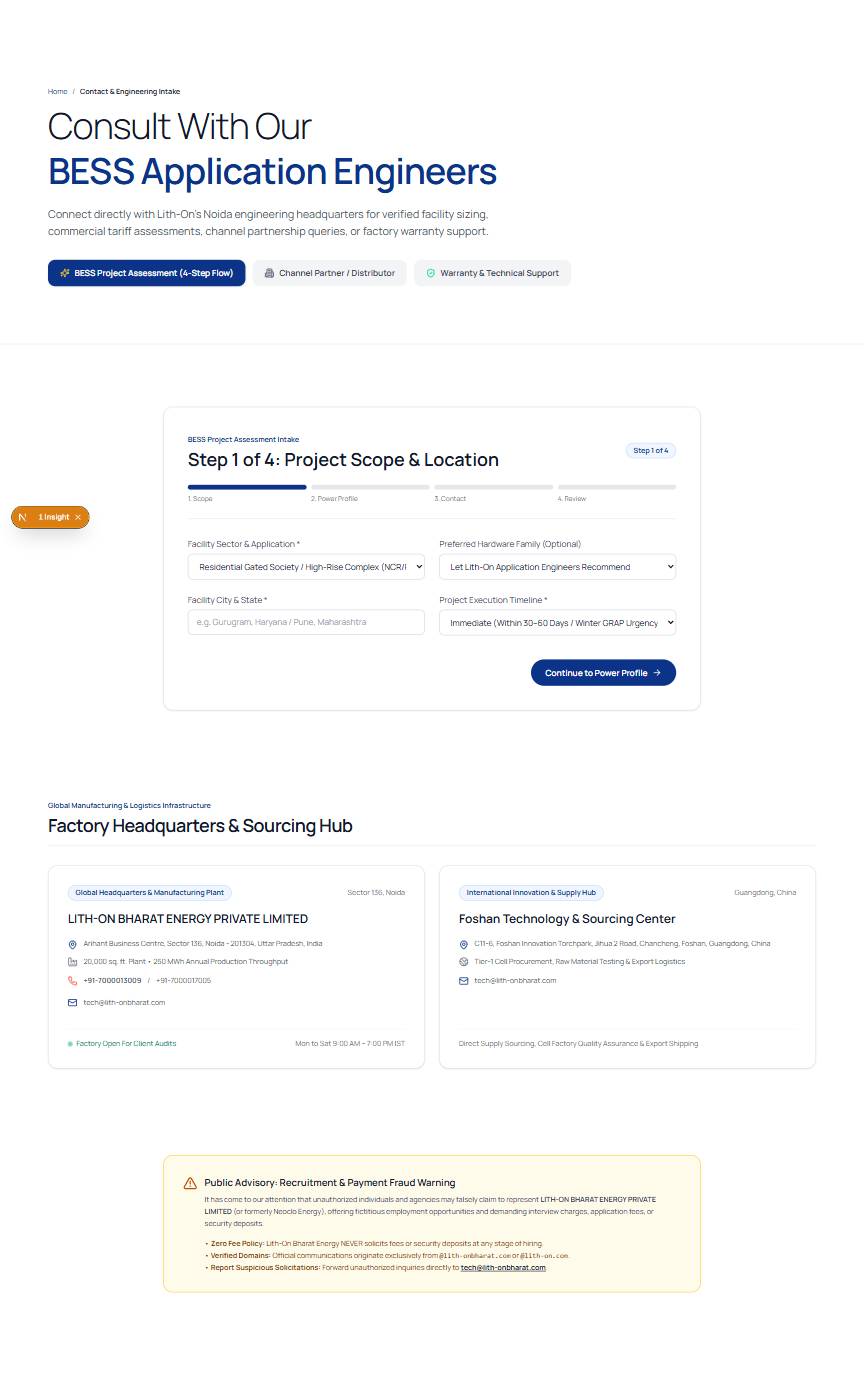 Home / Contact & Engineering Intake
Consult With Our
BESS Application Engineers
Connect directly with Lith-On's Noida engineering headquarters for verified facility sizing,
commercial tariff assessments, channel partnership queries, or factory warranty support.
BESS Project Assessment (4-Step Flow)
Channel Partner / Distributor
Warranty & Technical Support
BESS Project Assessment Intake
Step 1 of 4: Project Scope & Location
Step 1 of 4
1. Scope
2. Power Profile
3. Contact
4. Review
1 Insight
Facility Sector & Application *
Preferred Hardware Family (Optional)
Residential Gated Society / High-Rise Complex (NCR/
Let Lith-On Application Engineers Recommend
Facility City & State *
Project Execution Timeline *
e.g. Gurugram, Haryana / Pune, Maharashtra
Immediate (Within 30–60 Days / Winter GRAP Urgency
Continue to Power Profile →
Global Manufacturing & Logistics Infrastructure
Factory Headquarters & Sourcing Hub
Global Headquarters & Manufacturing Plant
Sector 136, Noida
LITH-ON BHARAT ENERGY PRIVATE LIMITED
Arihant Business Centre, Sector 136, Noida - 201304, Uttar Pradesh, India
20,000 sq. ft. Plant • 250 MWh Annual Production Throughput
+91-7000013009 / +91-7000017005
tech@lith-onbharat.com
Factory Open For Client Audits
Mon to Sat 9:00 AM – 7:00 PM IST
International Innovation & Supply Hub
Guangdong, China
Foshan Technology & Sourcing Center
C11-6, Foshan Innovation Torchpark, Jihua 2 Road, Chancheng, Foshan, Guangdong, China
Tier-1 Cell Procurement, Raw Material Testing & Export Logistics
tech@lith-onbharat.com
Direct Supply Sourcing, Cell Factory Quality Assurance & Export Shipping
Public Advisory: Recruitment & Payment Fraud Warning
It has come to our attention that unauthorized individuals and agencies may falsely claim to represent LITH-ON BHARAT ENERGY PRIVATE
LIMITED (or formerly Neoclo Energy), offering fictitious employment opportunities and demanding interview charges, application fees, or
security deposits.
• Zero Fee Policy: Lith-On Bharat Energy NEVER solicits fees or security deposits at any stage of hiring.
• Verified Domains: Official communications originate exclusively from @lith-onbharat.com or @lith-on.com.
• Report Suspicious Solicitations: Forward unauthorized inquiries directly to tech@lith-onbharat.com.